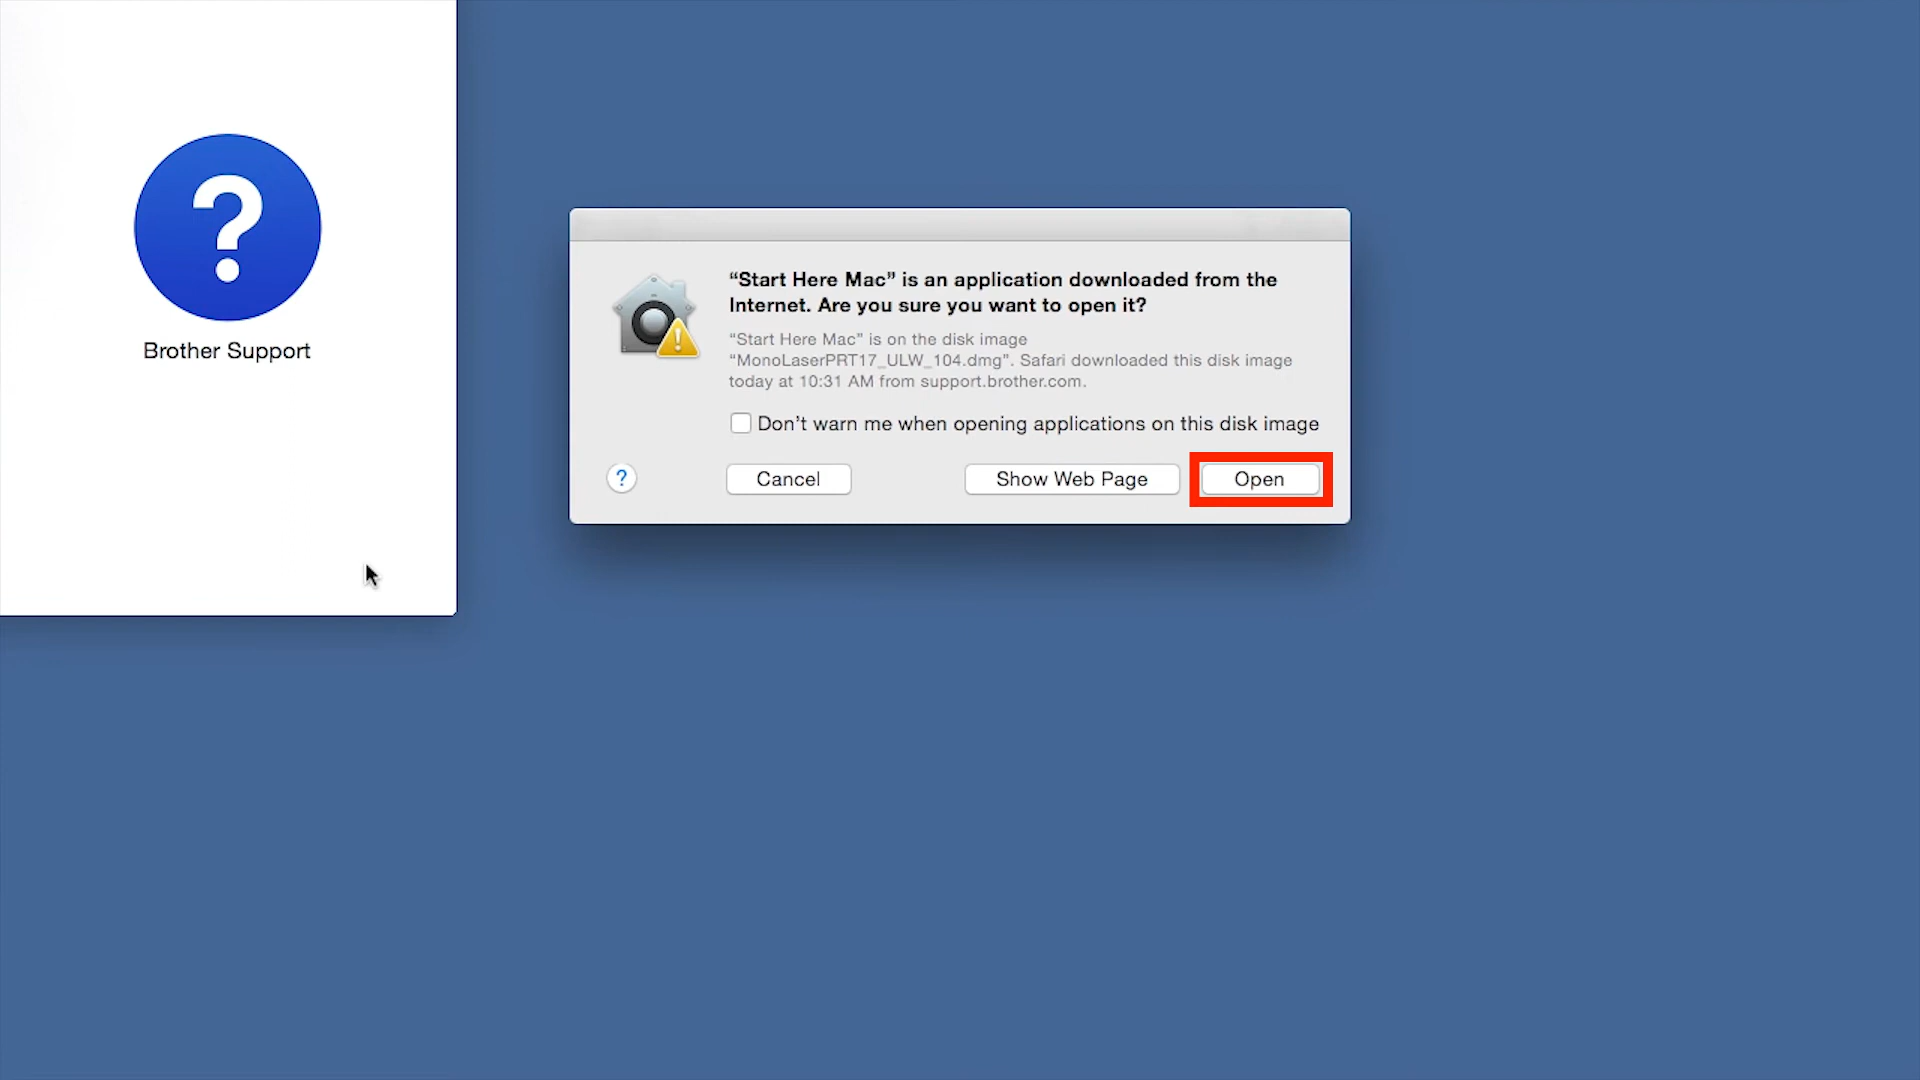 Brother Support
“Start Here Mac” is an application downloaded from the
Internet. Are you sure you want to open it?
“Start Here Mac” is on the disk image
“MonoLaserPRT17_ULW_104.dmg”. Safari downloaded this disk image
today at 10:31 AM from support.brother.com.
Don’t warn me when opening applications on this disk image
?
Cancel
Show Web Page
Open